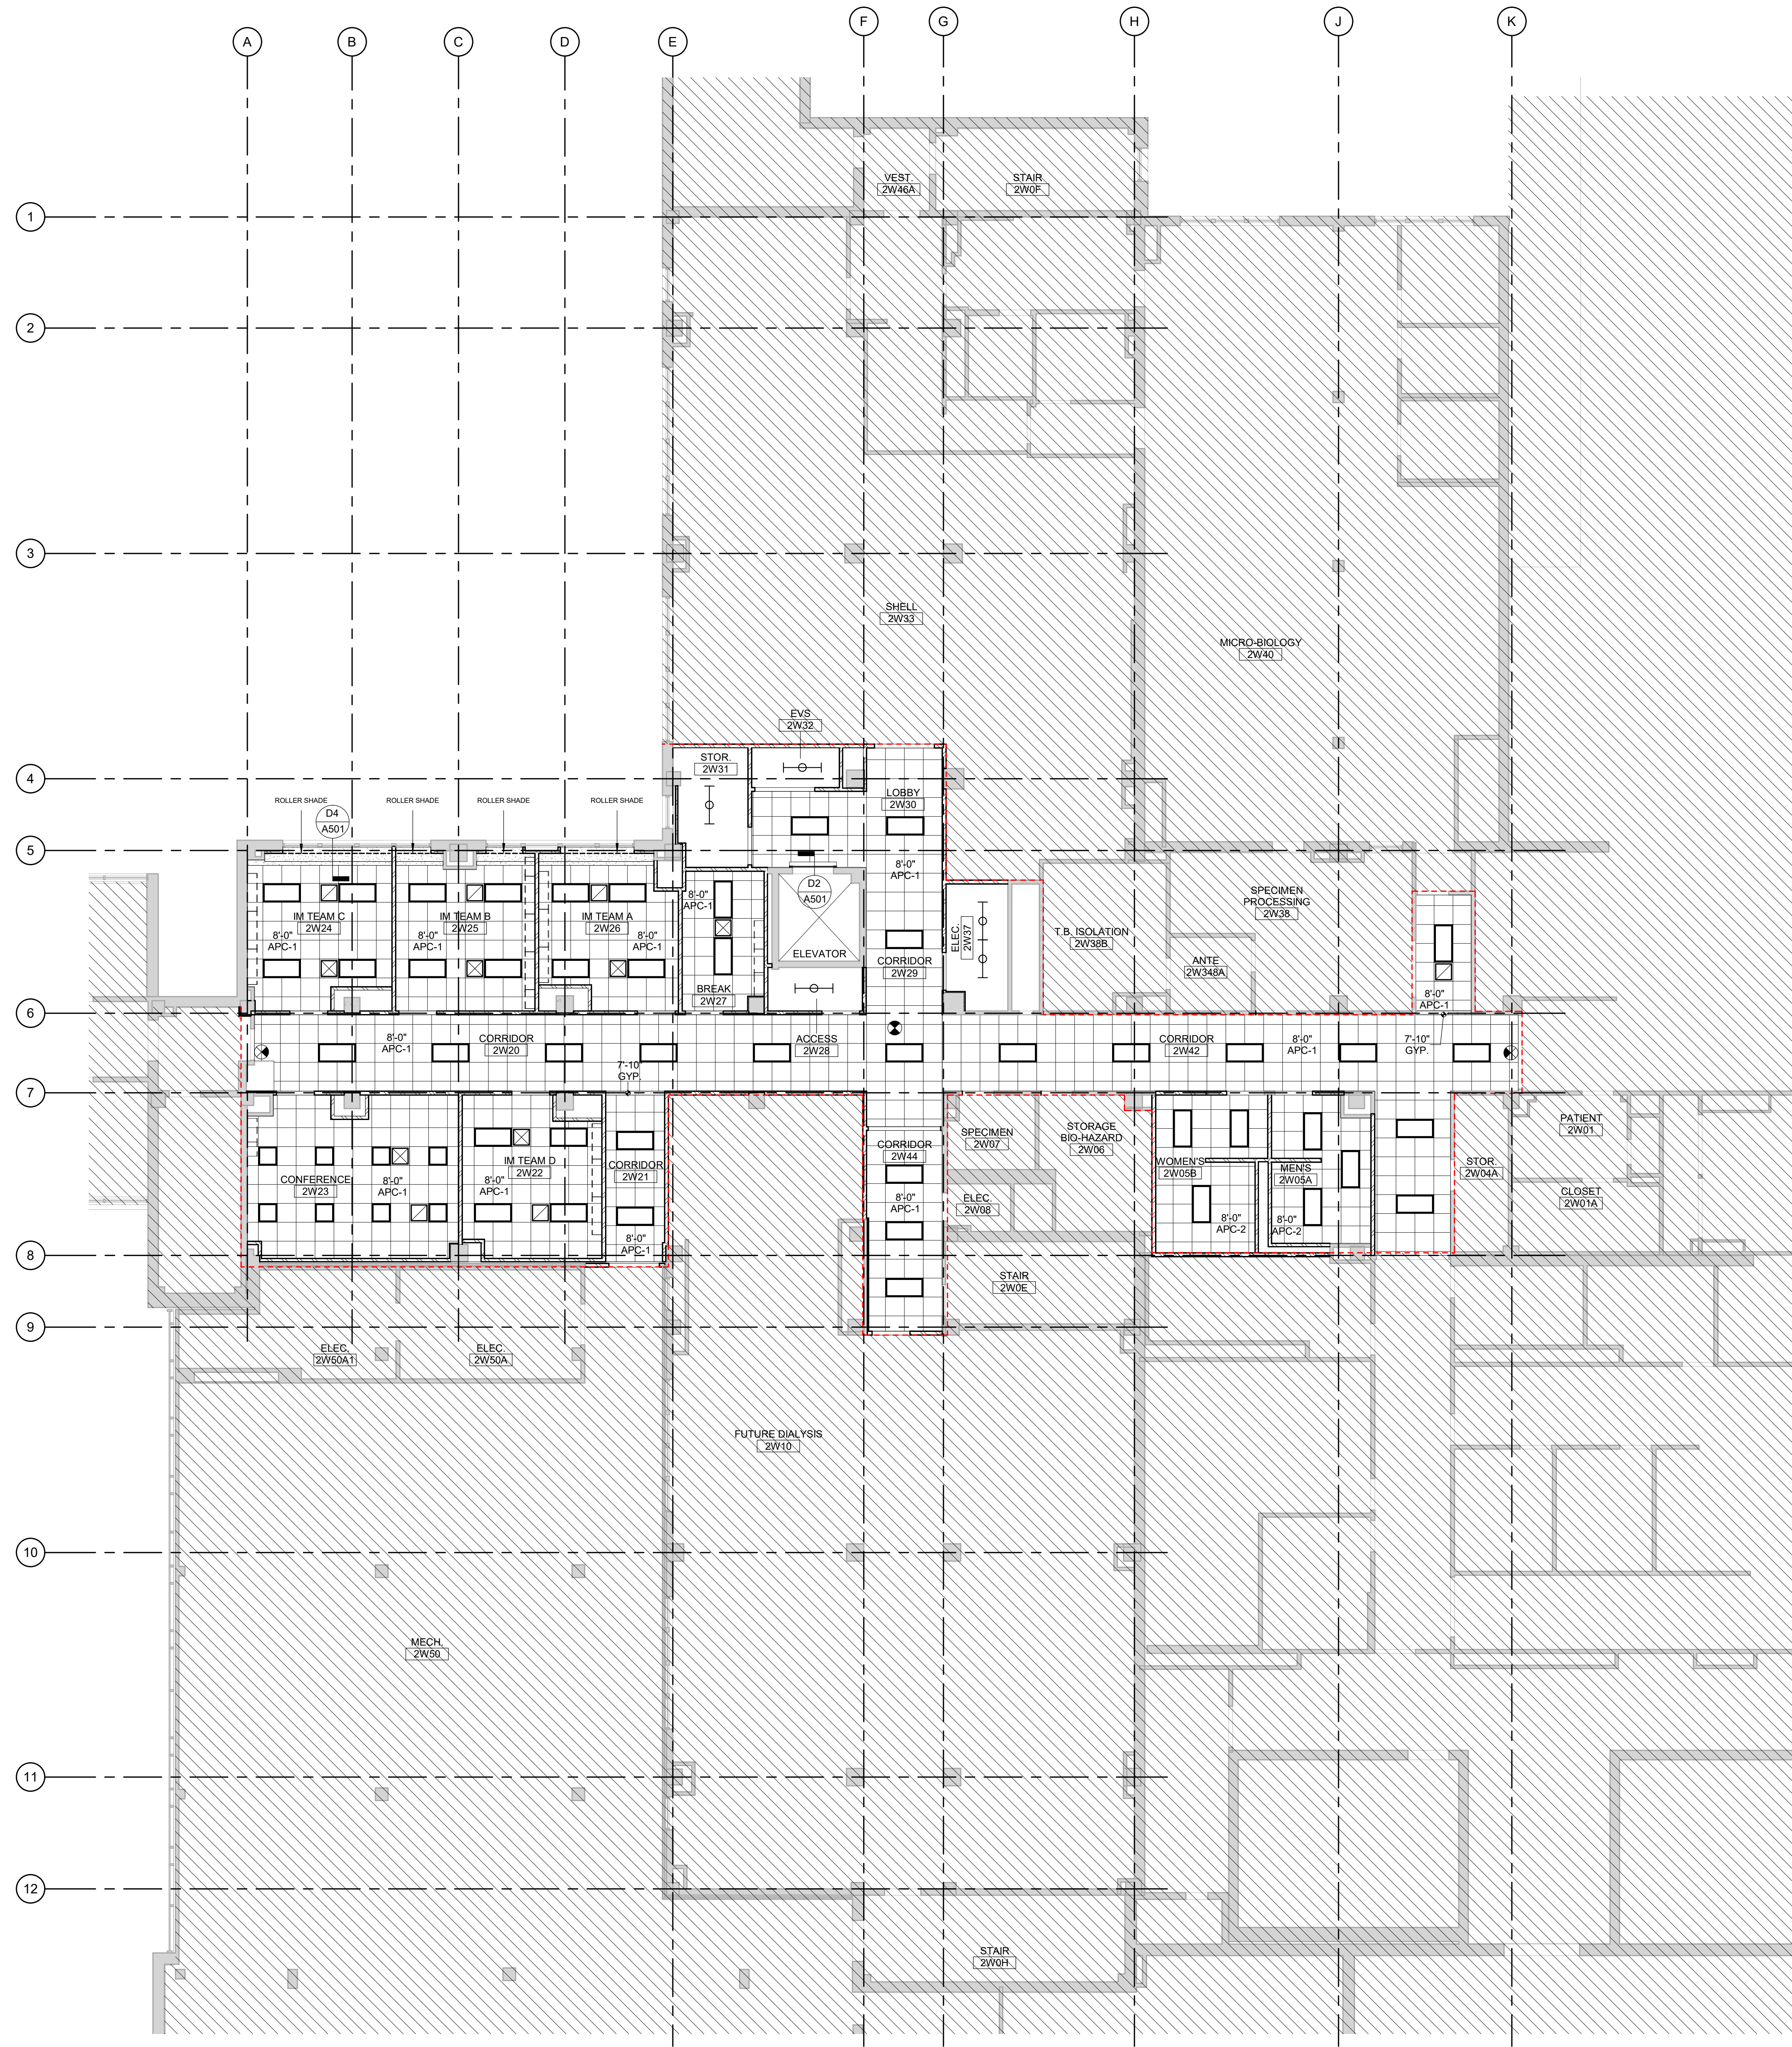 F
G
H
J
K
A
B
C
D
E
VEST.
2W46A
STAIR
2W0F
1
2
3
SHELL
2W33
MICRO-BIOLOGY
2W40
EVS
2W32
STOR.
2W31
4
LOBBY
2W30
ROLLER SHADE
ROLLER SHADE
ROLLER SHADE
ROLLER SHADE
D4
A501
5
8'-0"
APC-1
D2
A501
8'-0"
APC-1
SPECIMEN
PROCESSING
2W38
IM TEAM C
2W24
IM TEAM B
2W25
IM TEAM A
2W26
8'-0"
APC-1
8'-0"
APC-1
8'-0"
APC-1
ELEVATOR
ELEC.
2W37
T.B. ISOLATION
2W38B
CORRIDOR
2W29
ANTE
2W348A
BREAK
2W27
8'-0"
APC-1
6
8'-0"
APC-1
CORRIDOR
2W20
ACCESS
2W28
CORRIDOR
2W42
8'-0"
APC-1
7'-10"
GYP.
7'-10"
GYP.
7
PATIENT
2W01
SPECIMEN
2W07
STORAGE
BIO-HAZARD
2W06
CORRIDOR
2W44
IM TEAM D
2W22
CORRIDOR
2W21
WOMEN'S
2W05B
MEN'S
2W05A
STOR.
2W04A
CONFERENCE
2W23
8'-0"
APC-1
8'-0"
APC-1
8'-0"
APC-1
ELEC.
2W08
CLOSET
2W01A
8'-0"
APC-2
8'-0"
APC-2
8'-0"
APC-1
8
STAIR
2W0E
9
ELEC.
2W50A1
ELEC.
2W50A
FUTURE DIALYSIS
2W10
10
MECH.
2W50
11
12
STAIR
2W0H